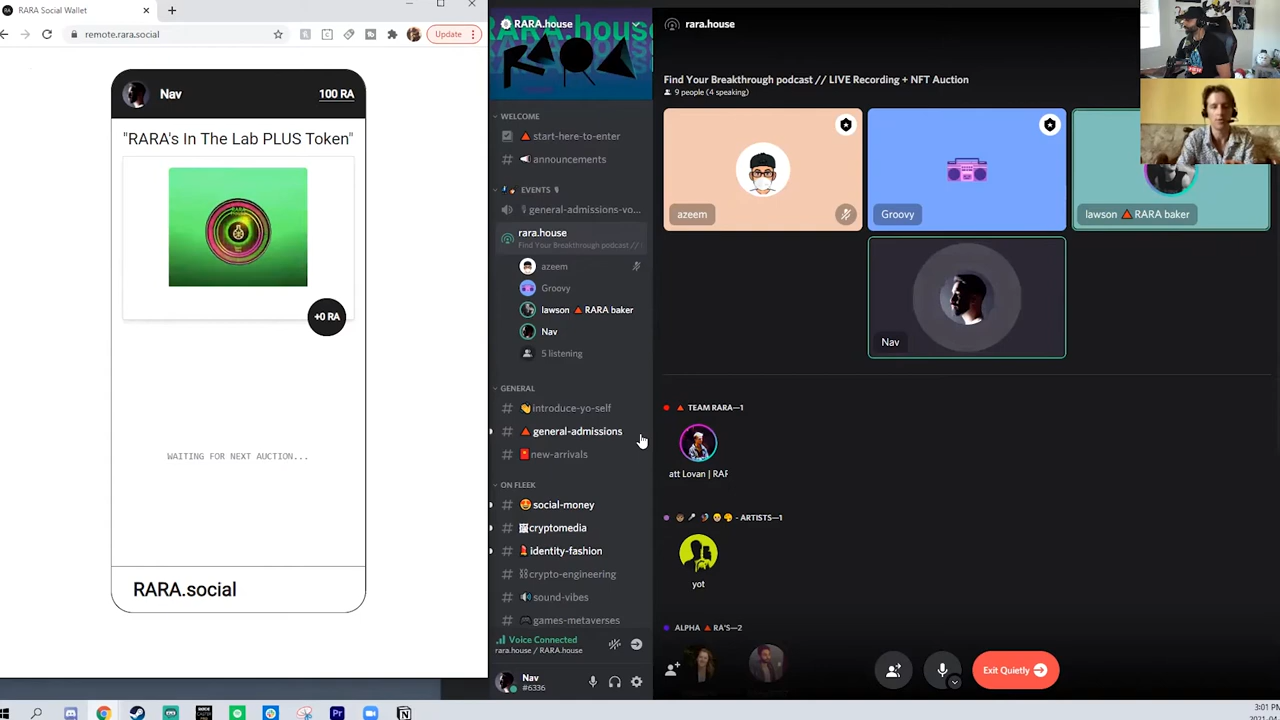 RARA Social Wallet
remote.rara.social
Update
Nav
100 RA
"RARA's In The Lab PLUS Token"
+0 RA
WAITING FOR NEXT AUCTION...
RARA.social
RARA.house
RARA
WELCOME
start-here-to-enter
announcements
EVENTS
general-admissions-vo...
rara.house
Find Your Breakthrough podcast //
azeem
Groovy
lawson RARA baker
Nav
5 listening
GENERAL
introduce-yo-self
general-admissions
new-arrivals
ON FLEEK
social-money
cryptomedia
identity-fashion
crypto-engineering
sound-vibes
games-metaverses
Voice Connected
rara.house / RARA.house
Nav
#6336
rara.house
Find Your Breakthrough podcast // LIVE Recording + NFT Auction
9 people (4 speaking)
azeem
Groovy
lawson RARA baker
Nav
TEAM RARA—1
att Lovan | RAF
- ARTISTS—1
yot
ALPHA RA'S—2
Exit Quietly
3:01 PM